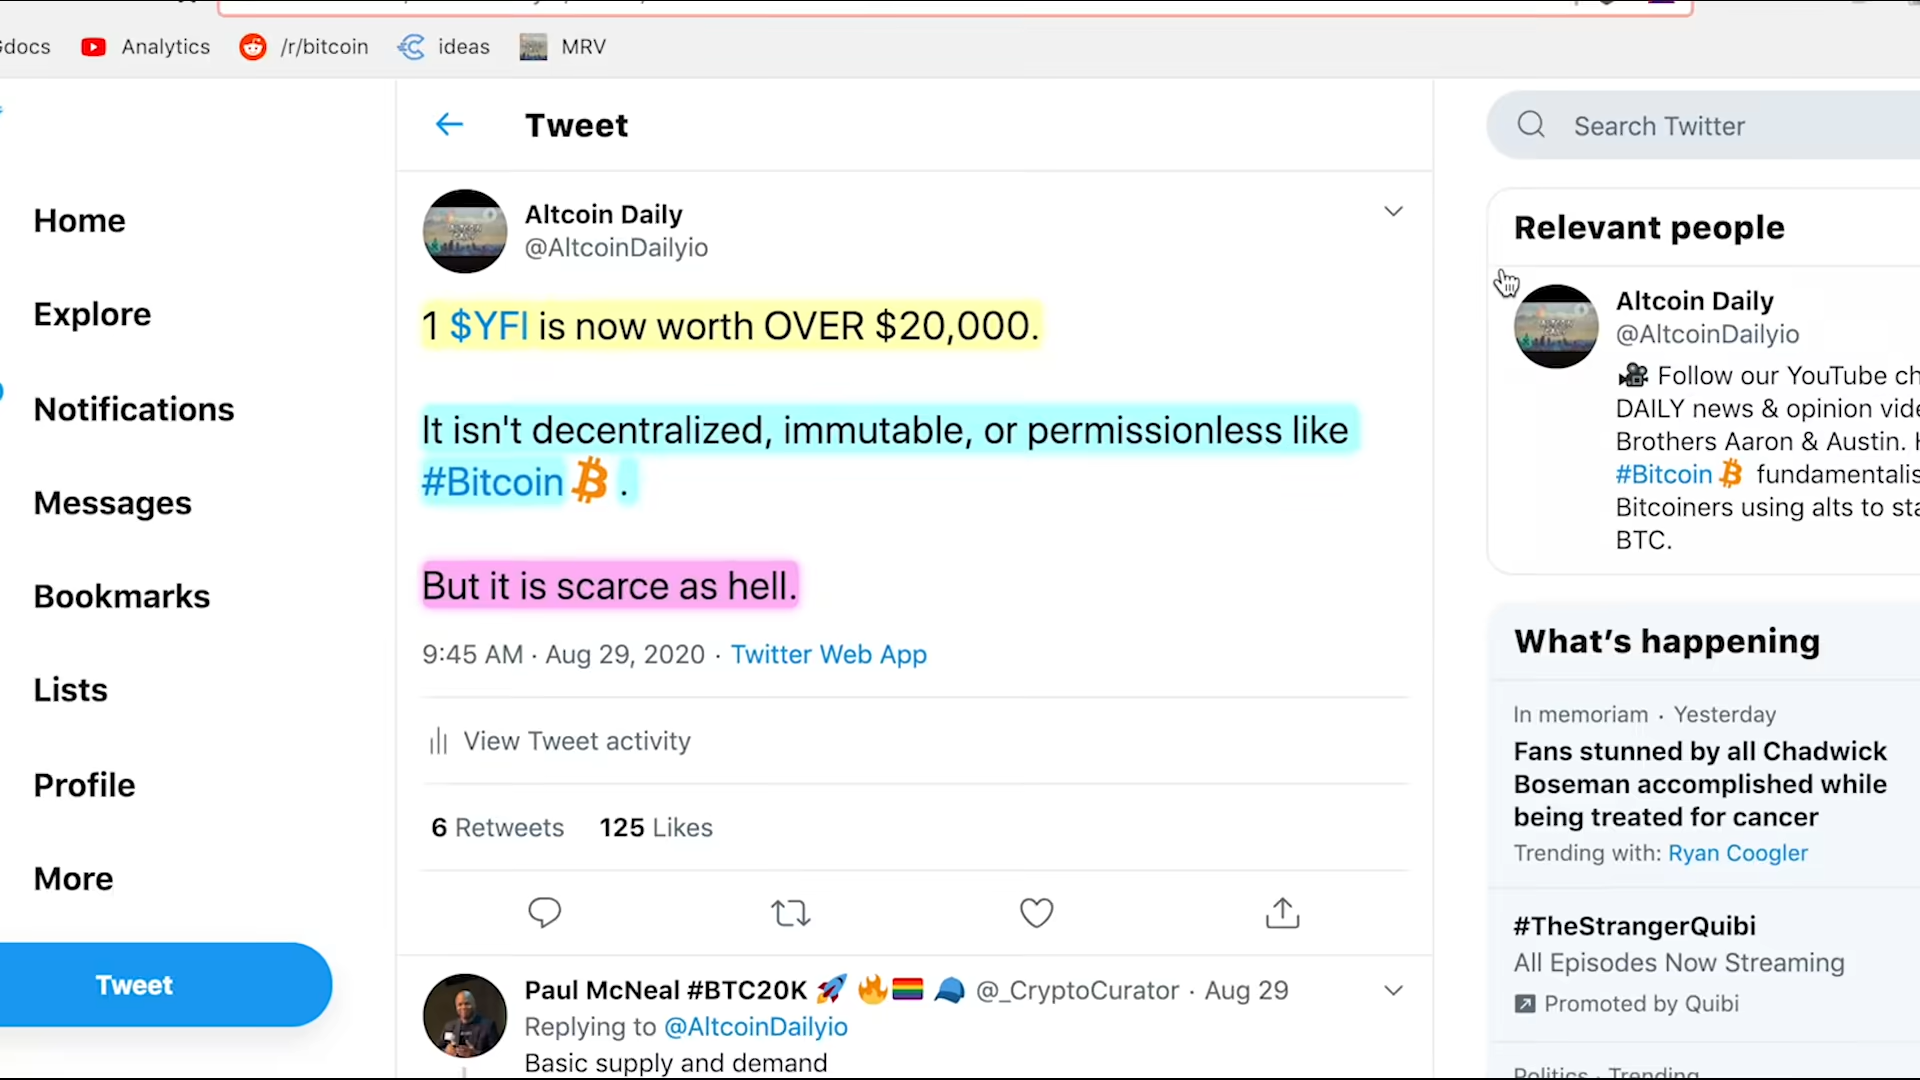 Gdocs Analytics /r/bitcoin ideas MRV
Home
Explore
Notifications
Messages
Bookmarks
Lists
Profile
More
Tweet
Tweet
Altcoin Daily
@AltcoinDailyio
1 $YFI is now worth OVER $20,000.
It isn't decentralized, immutable, or permissionless like
#Bitcoin .
But it is scarce as hell.
9:45 AM · Aug 29, 2020 · Twitter Web App
View Tweet activity
6 Retweets 125 Likes
Paul McNeal #BTC20K 🚀 🔥🏳️‍🌈 🧢 @_CryptoCurator · Aug 29
Replying to @AltcoinDailyio
Basic supply and demand
Search Twitter
Relevant people
Altcoin Daily
@AltcoinDailyio
🎥 Follow our YouTube ch
DAILY news & opinion vide
Brothers Aaron & Austin.
#Bitcoin fundamentalis
Bitcoiners using alts to sta
BTC.
What's happening
In memoriam · Yesterday
Fans stunned by all Chadwick
Boseman accomplished while
being treated for cancer
Trending with: Ryan Coogler
#TheStrangerQuibi
All Episodes Now Streaming
Promoted by Quibi
Politics · Trending